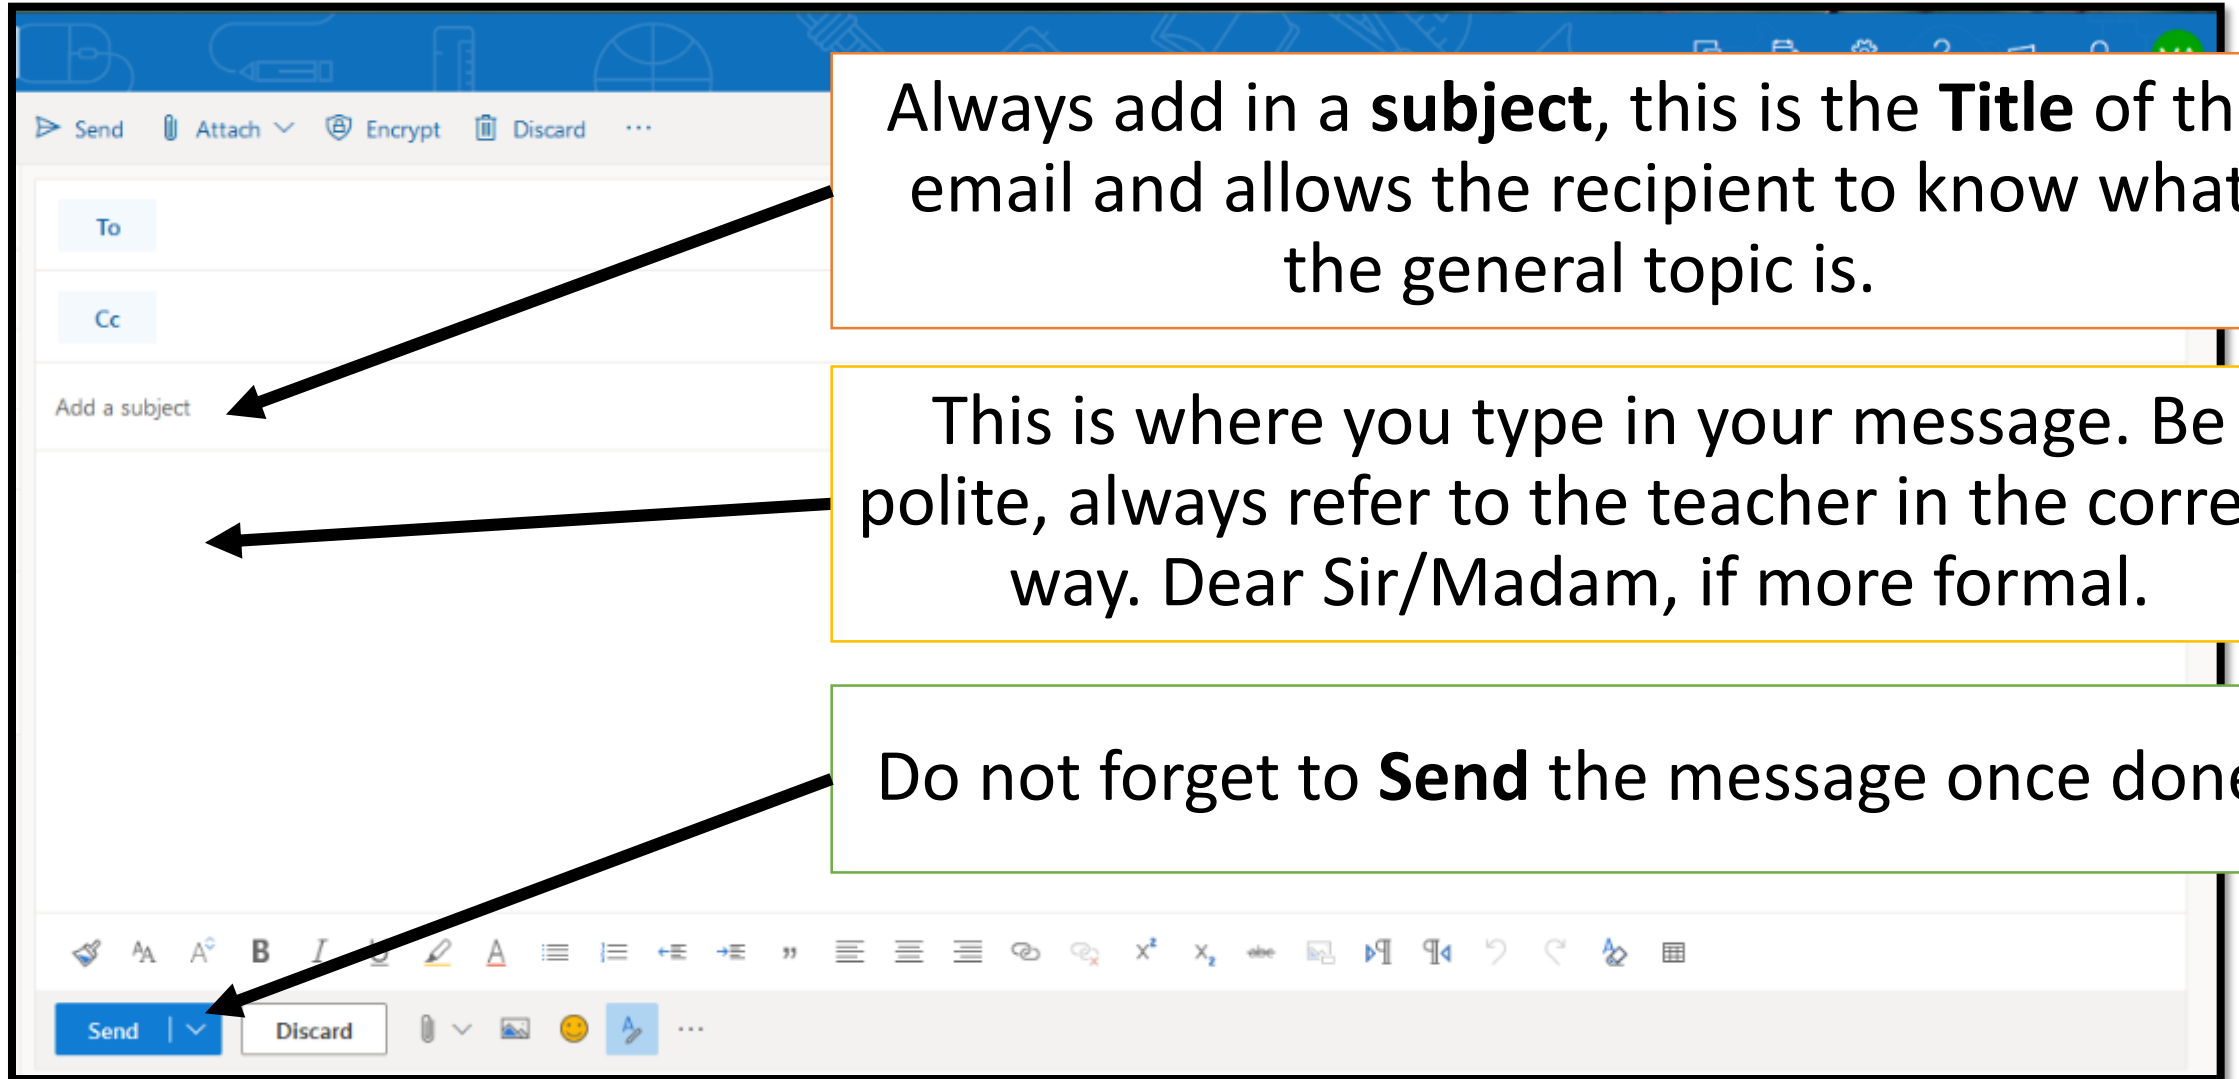 Send Attach Encrypt Discard ...
Always add in a subject, this is the Title of th
email and allows the recipient to know what
the general topic is.
To
Cc
Add a subject
This is where you type in your message. Be
polite, always refer to the teacher in the corre
way. Dear Sir/Madam, if more formal.
Do not forget to Send the message once done
Send Discard ...